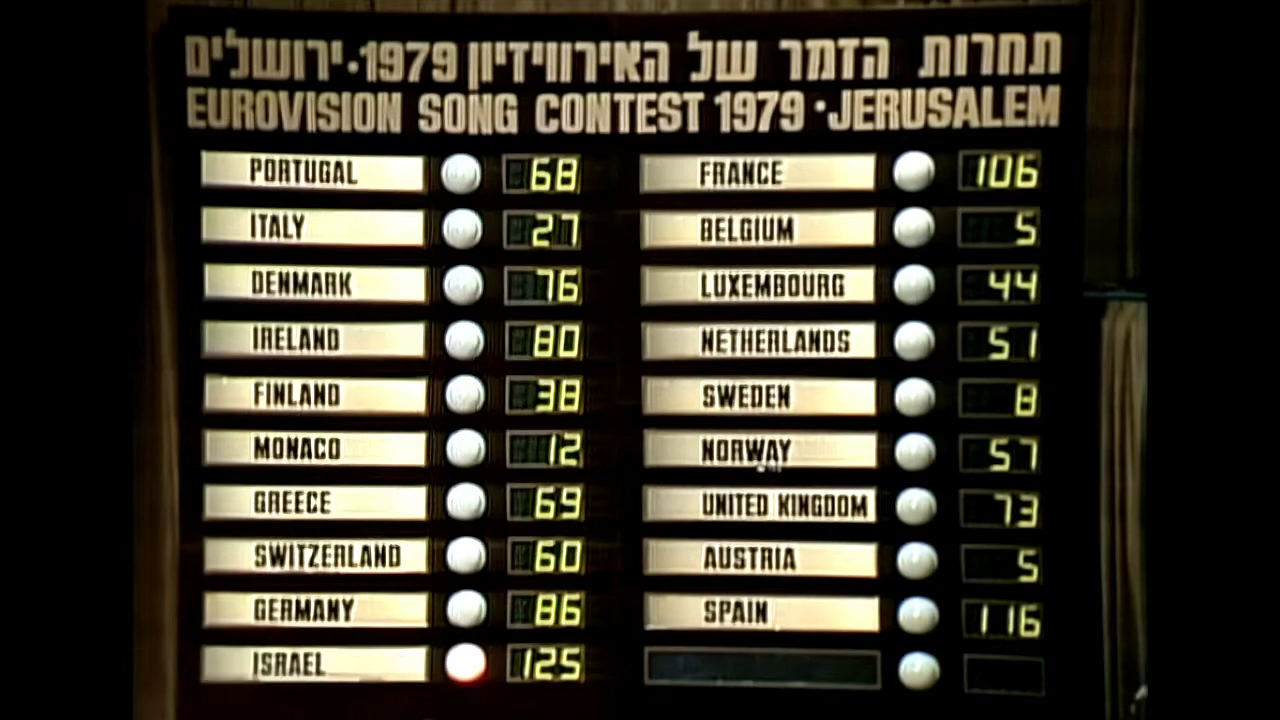 תחרות הזמר של האירוויזיון 1979・ירושלים
EUROVISION SONG CONTEST 1979・JERUSALEM
PORTUGAL 68
ITALY 27
DENMARK 76
IRELAND 80
FINLAND 38
MONACO 12
GREECE 69
SWITZERLAND 60
GERMANY 86
ISRAEL 125
FRANCE 106
BELGIUM 5
LUXEMBOURG 44
NETHERLANDS 51
SWEDEN 8
NORWAY 57
UNITED KINGDOM 73
AUSTRIA 5
SPAIN 116